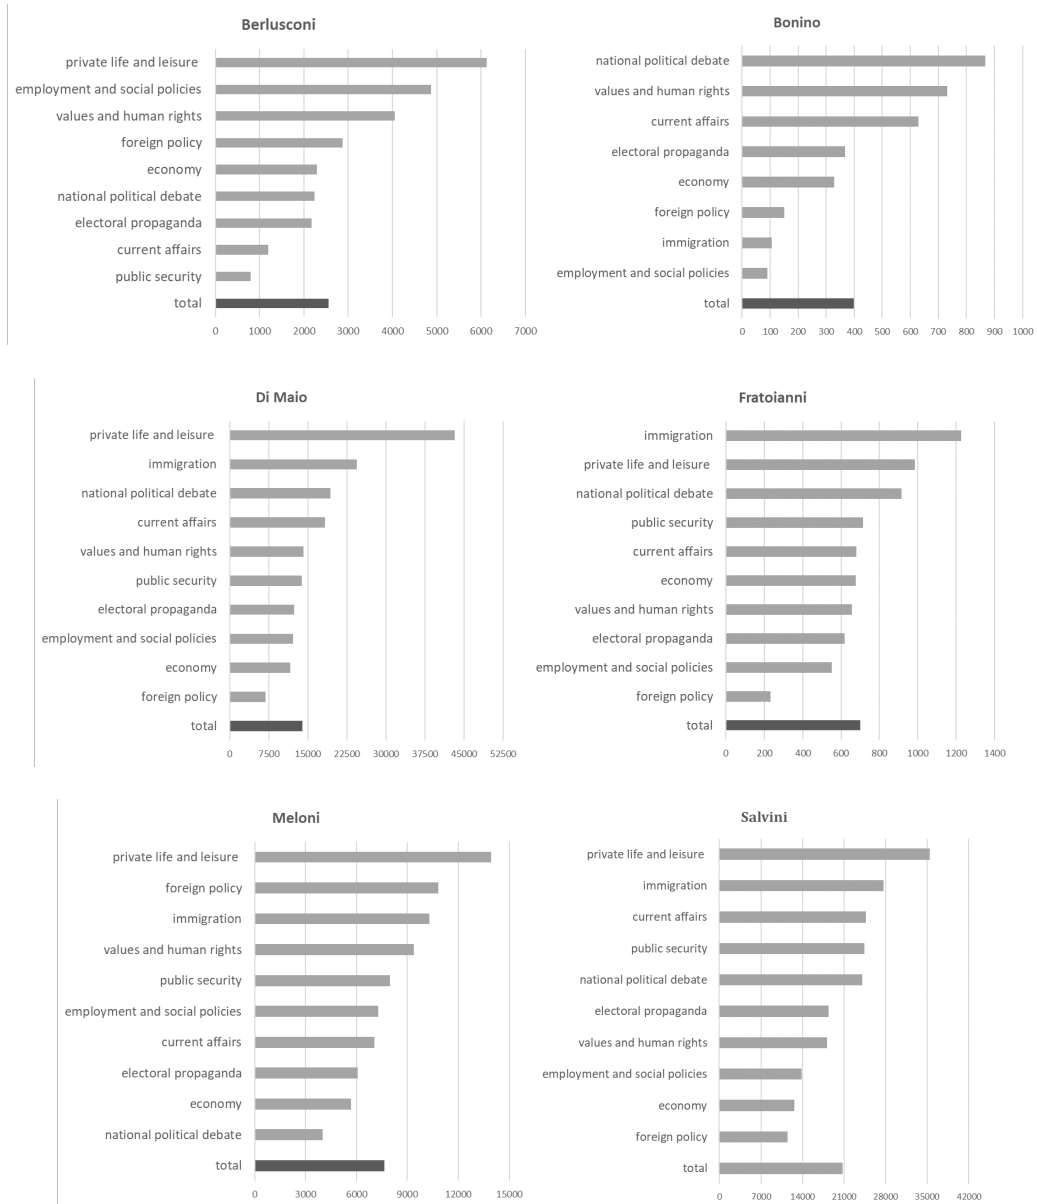 Berlusconi
private life and leisure
employment and social policies
values and human rights
foreign policy
economy
national political debate
electoral propaganda
current affairs
public security
total
0 1000 2000 3000 4000 5000 6000 7000
Bonino
national political debate
values and human rights
current affairs
electoral propaganda
economy
foreign policy
immigration
employment and social policies
total
0 100 200 300 400 500 600 700 800 900 1000
Di Maio
private life and leisure
immigration
national political debate
current affairs
values and human rights
public security
electoral propaganda
employment and social policies
economy
foreign policy
total
0 7500 15000 22500 30000 37500 45000 52500
Fratoianni
immigration
private life and leisure
national political debate
public security
current affairs
economy
values and human rights
electoral propaganda
employment and social policies
foreign policy
total
0 200 400 600 800 1000 1200 1400
Meloni
private life and leisure
foreign policy
immigration
values and human rights
public security
employment and social policies
current affairs
electoral propaganda
economy
national political debate
total
0 3000 6000 9000 12000 15000
Salvini
private life and leisure
immigration
current affairs
public security
national political debate
electoral propaganda
values and human rights
employment and social policies
economy
foreign policy
total
0 7000 14000 21000 28000 35000 42000